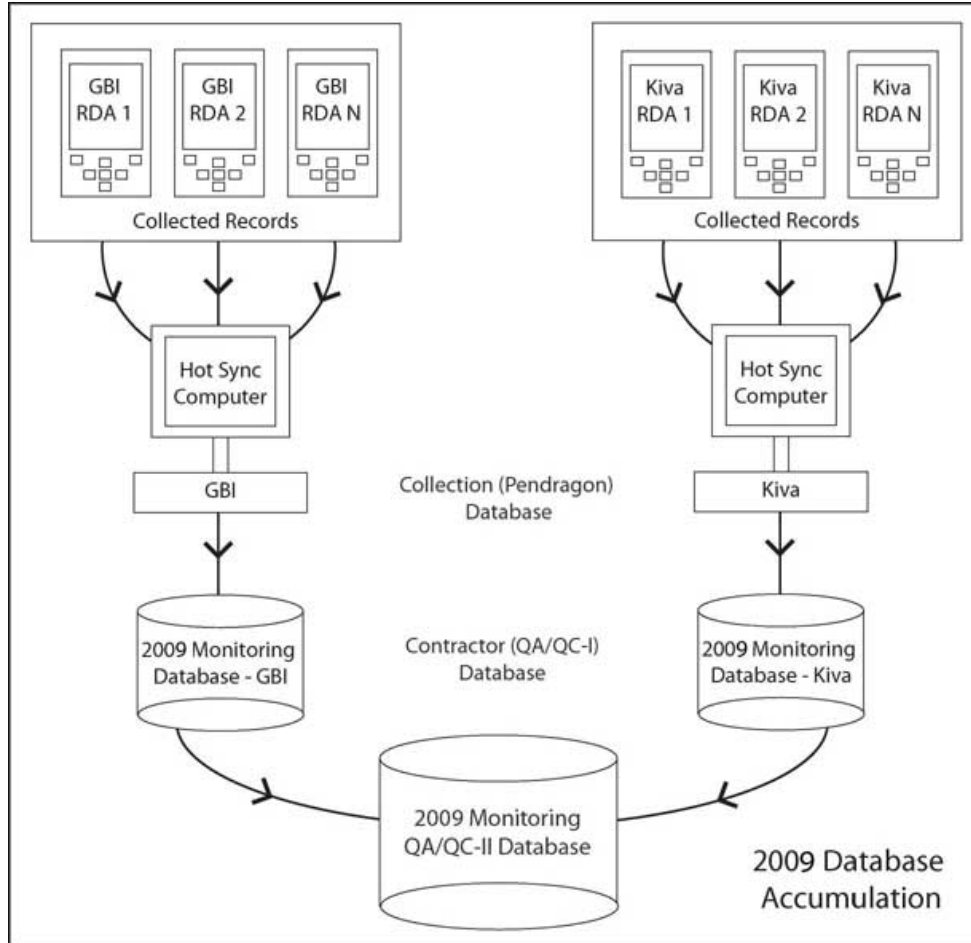 GBI
RDA 1
GBI
RDA 2
GBI
RDA N
Collected Records
Kiva
RDA 1
Kiva
RDA 2
Kiva
RDA N
Collected Records
Hot Sync
Computer
Hot Sync
Computer
GBI
Collection (Pendragon)
Database
Kiva
2009 Monitoring
Database - GBI
Contractor (QA/QC-I)
Database
2009 Monitoring
Database - Kiva
2009 Monitoring
QA/QC-II Database
2009 Database
Accumulation